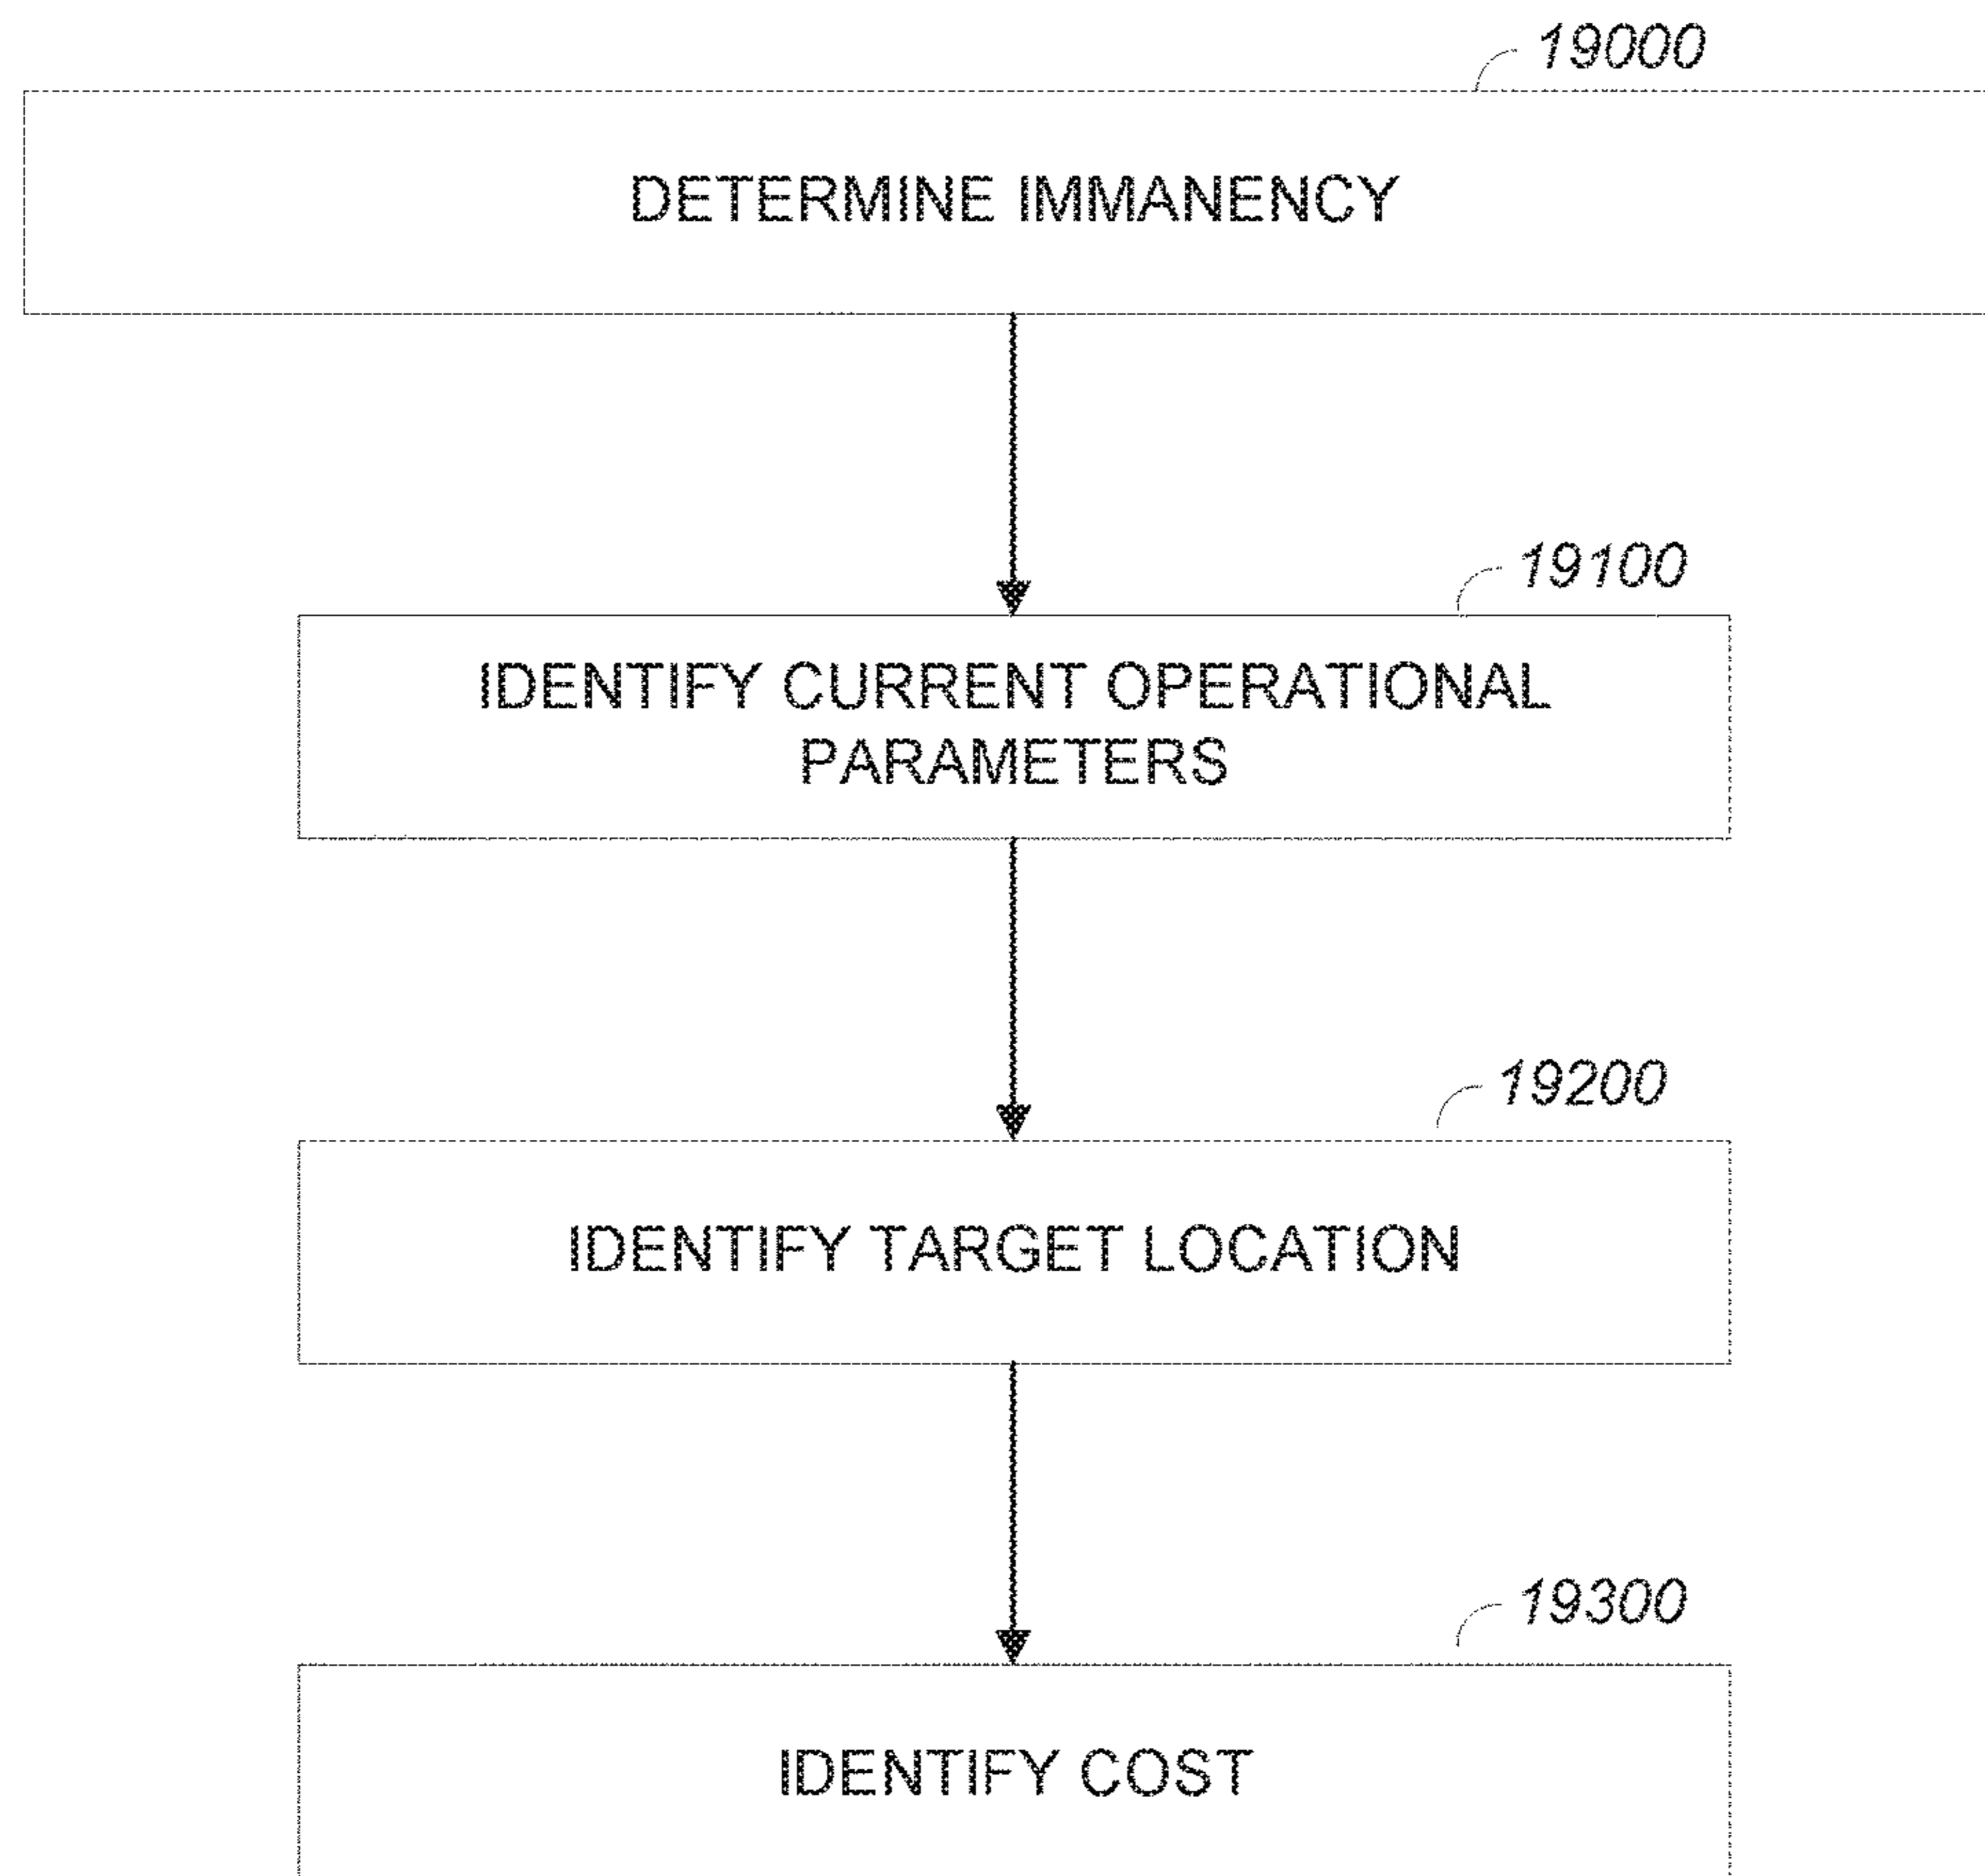 19000
DETERMINE IMMANENCY
19100
IDENTIFY CURRENT OPERATIONAL
PARAMETERS
19200
IDENTIFY TARGET LOCATION
19300
IDENTIFY COST